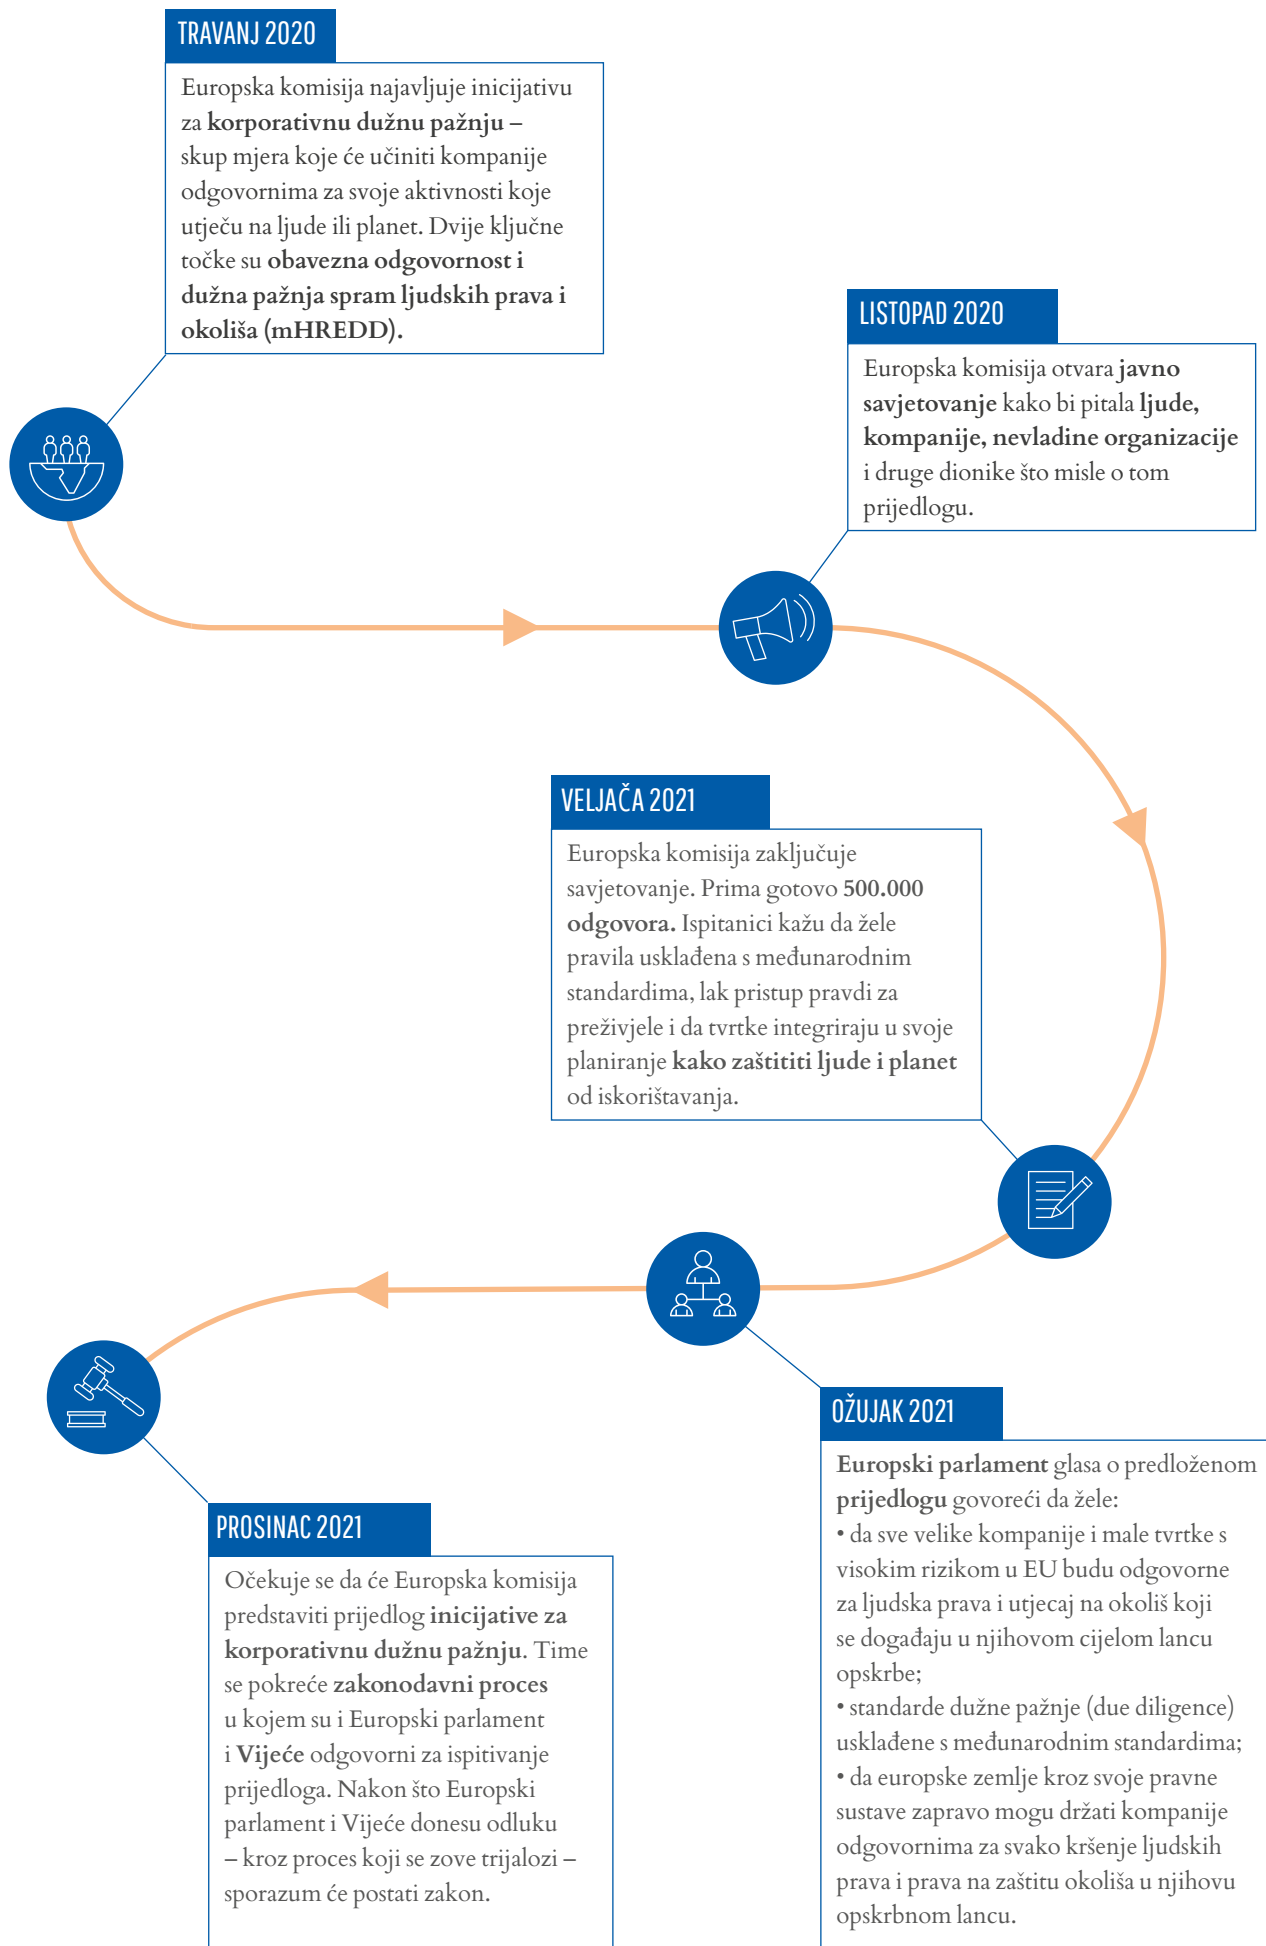 TRAVANJ 2020
Europska komisija najavljuje inicijativu
za korporativnu dužnu pažnju –
skup mjera koje će učiniti kompanije
odgovornima za svoje aktivnosti koje
utječu na ljude ili planet. Dvije ključne
točke su obavezna odgovornost i
dužna pažnja spram ljudskih prava i
okoliša (mHREDD).
LISTOPAD 2020
Europska komisija otvara javno
savjetovanje kako bi pitala ljude,
kompanije, nevladine organizacije
i druge dionike što misle o tom
prijedlogu.
VELJAČA 2021
Europska komisija zaključuje
savjetovanje. Prima gotovo 500.000
odgovora. Ispitanici kažu da žele
pravila usklađena s međunarodnim
standardima, lak pristup pravdi za
preživjele i da tvrtke integriraju u svoje
planiranje kako zaštititi ljude i planet
od iskorištavanja.
OŽUJAK 2021
Europski parlament glasa o predloženom
prijedlogu govoreći da žele:
• da sve velike kompanije i male tvrtke s
visokim rizikom u EU budu odgovorne
za ljudska prava i utjecaj na okoliš koji
se događaju u njihovom cijelom lancu
opskrbe;
• standarde dužne pažnje (due diligence)
usklađene s međunarodnim standardima;
• da europske zemlje kroz svoje pravne
sustave zapravo mogu držati kompanije
odgovornima za svako kršenje ljudskih
prava i prava na zaštitu okoliša u njihovu
opskrbnom lancu.
PROSINAC 2021
Očekuje se da će Europska komisija
predstaviti prijedlog inicijative za
korporativnu dužnu pažnju. Time
se pokreće zakonodavni proces
u kojem su i Europski parlament
i Vijeće odgovorni za ispitivanje
prijedloga. Nakon što Europski
parlament i Vijeće donesu odluku
– kroz proces koji se zove trijalozi –
sporazum će postati zakon.